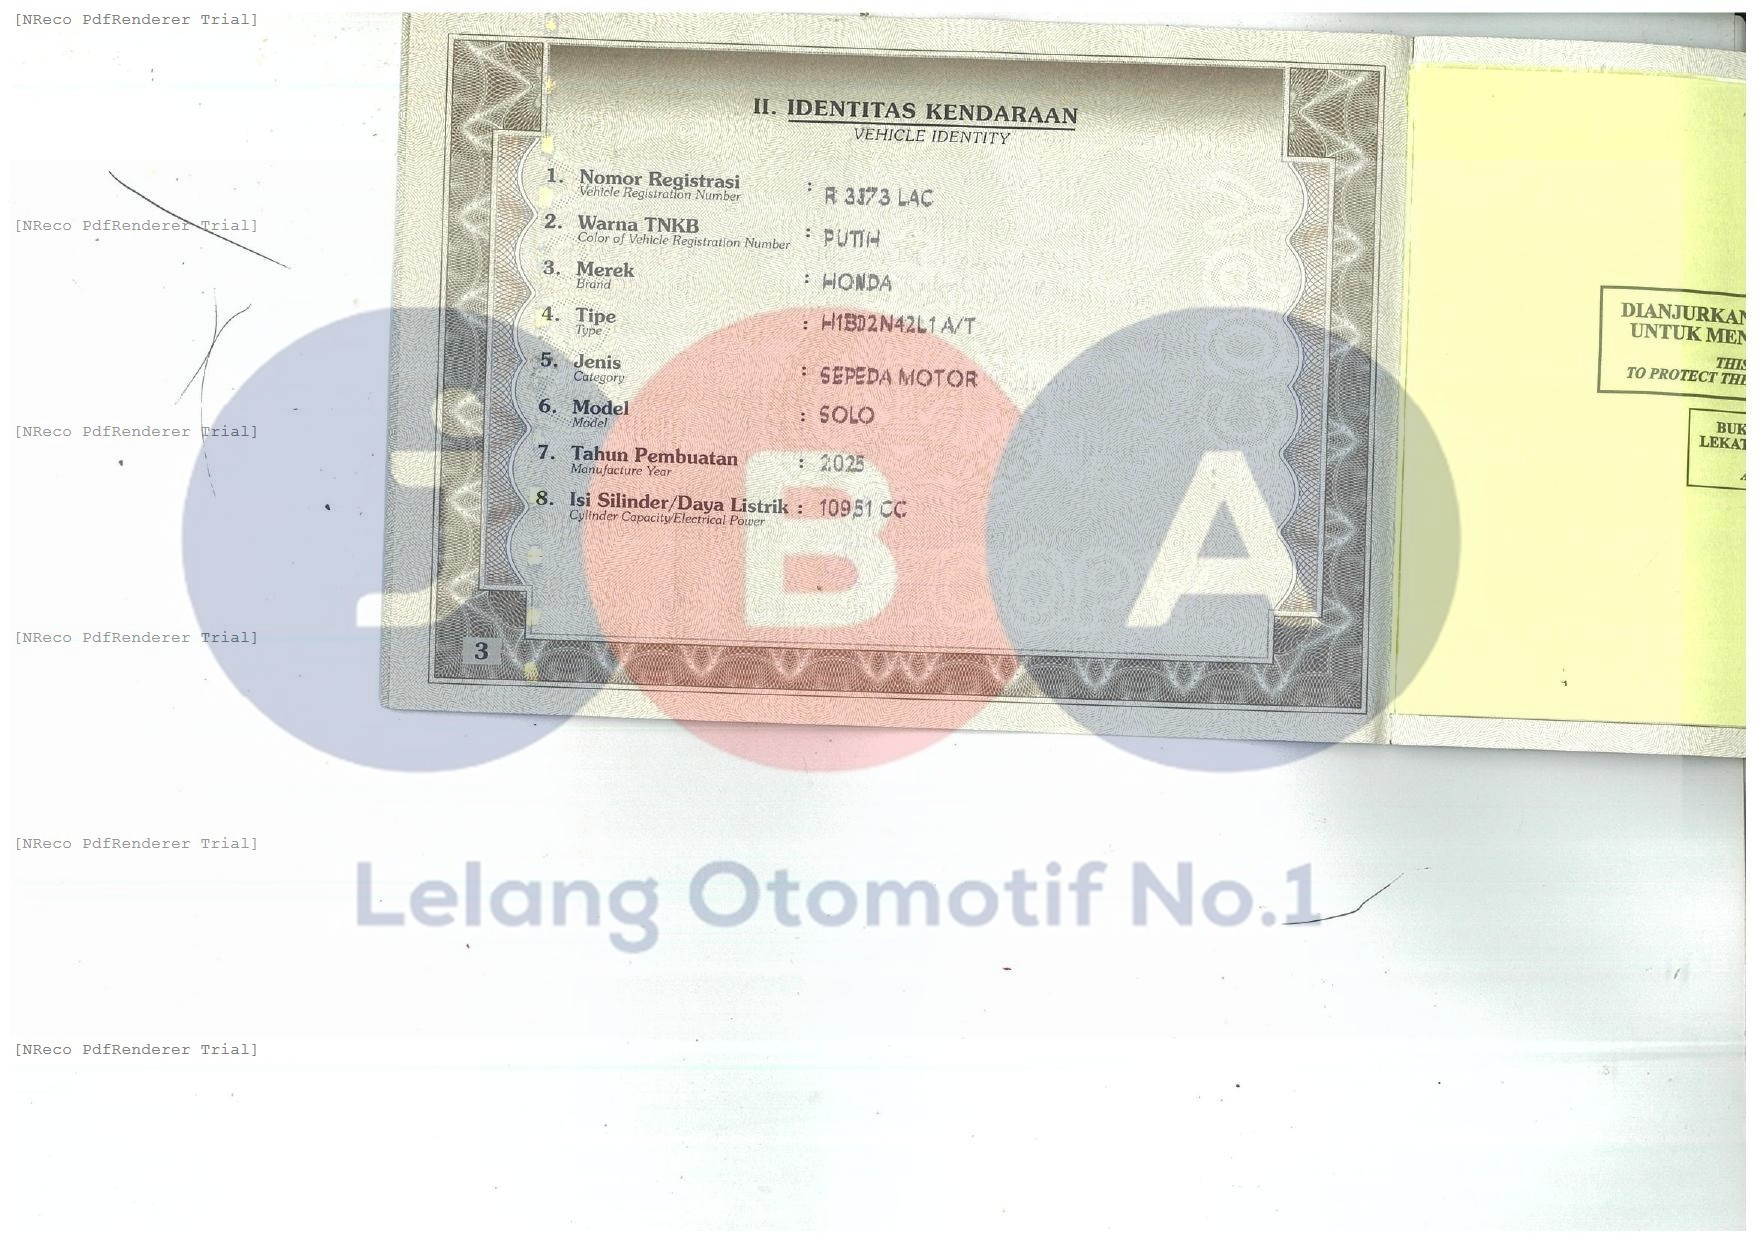 [NReco PdfRenderer Trial]
II. IDENTITAS KENDARAAN
VEHICLE IDENTITY
1. Nomor Registrasi : R 3173 LAC
Vehicle Registration Number
2. Warna TNKB : PUTIH
Color of Vehicle Registration Number
3. Merek : HONDA
Brand
4. Tipe : H1B02N42L1 A/T
Type
5. Jenis : SEPEDA MOTOR
Category
6. Model : SOLO
Model
7. Tahun Pembuatan : 2025
Manufacture Year
8. Isi Silinder/Daya Listrik : 109,51 CC
Cylinder Capacity/Electrical Power
3
DIANJURKAN
UNTUK MEN
THIS
TO PROTECT THE
BUK
LEKAT
[NReco PdfRenderer Trial]
[NReco PdfRenderer Trial]
[NReco PdfRenderer Trial]
JBA
[NReco PdfRenderer Trial]
Lelang Otomotif No.1
[NReco PdfRenderer Trial]